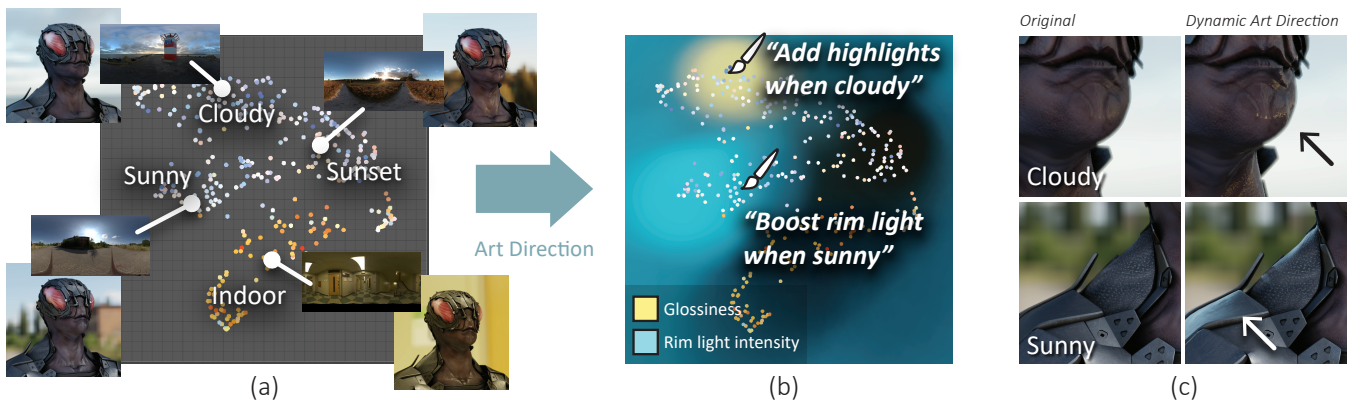 Cloudy
Sunset
Sunny
Indoor
(a)
Art Direction
“Add highlights
when cloudy”
“Boost rim light
when sunny”
Glossiness
Rim light intensity
(b)
Original
Dynamic Art Direction
Cloudy
Sunny
(c)